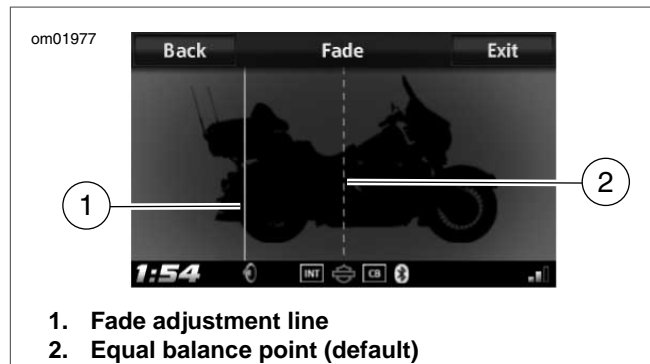 om01977
Back Fade Exit
1
2
1:54 INT CB
1. Fade adjustment line
2. Equal balance point (default)